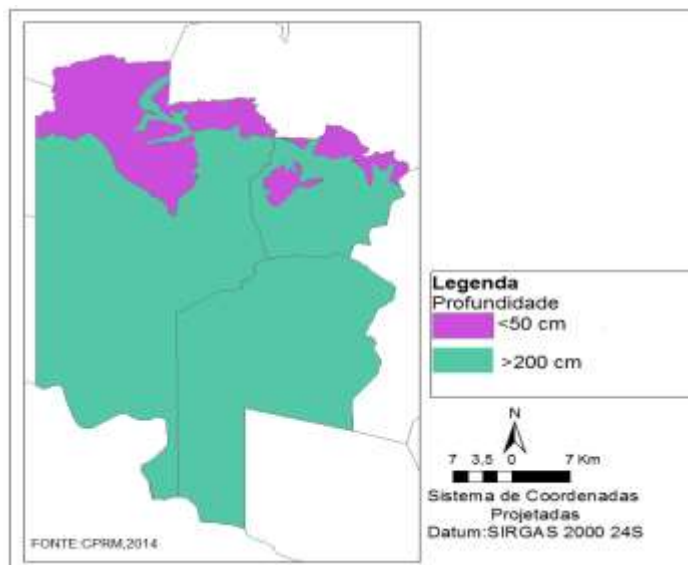 Legenda
Profundidade
<50 cm
>200 cm
N
7 3,5 0 7 Km
Sistema de Coordenadas
Projetadas
Datum:SIRGAS 2000 24S
FONTE:CPRM,2014